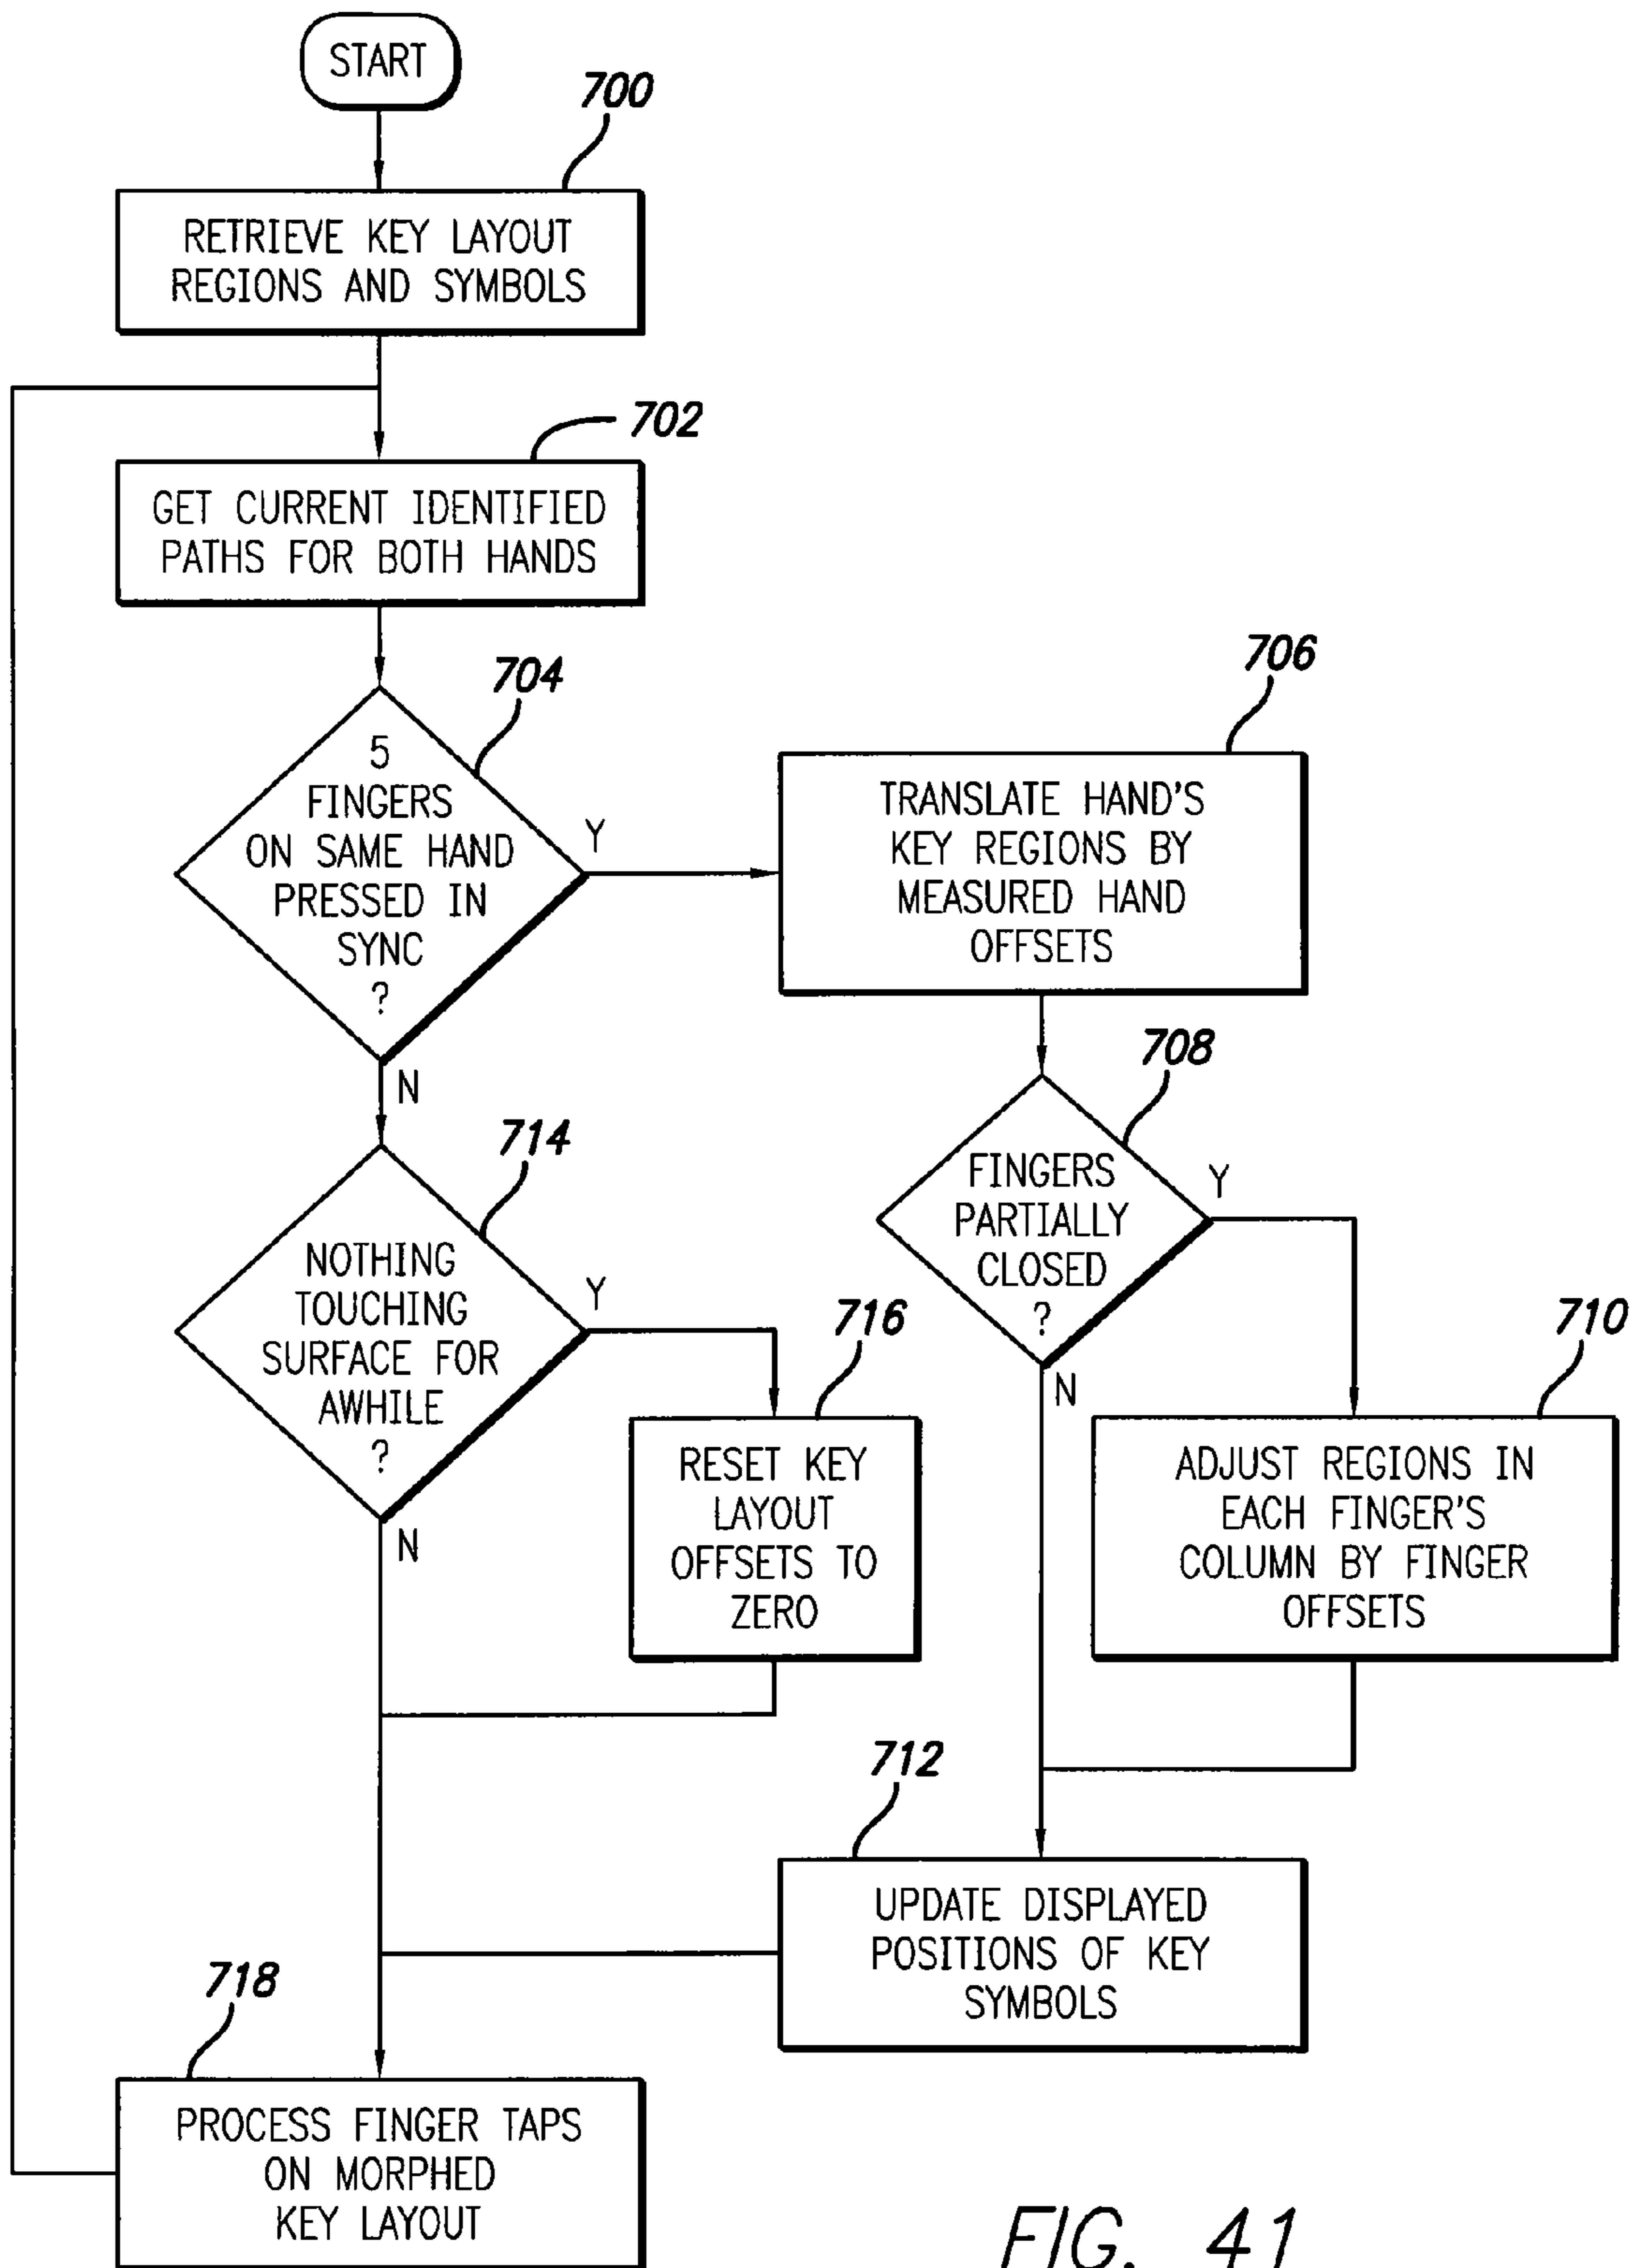 START
700
RETRIEVE KEY LAYOUT
REGIONS AND SYMBOLS
702
GET CURRENT IDENTIFIED
PATHS FOR BOTH HANDS
704
5
FINGERS
ON SAME HAND
PRESSED IN
SYNC
?
Y
N
706
TRANSLATE HAND'S
KEY REGIONS BY
MEASURED HAND
OFFSETS
708
FINGERS
PARTIALLY
CLOSED
?
Y
N
710
ADJUST REGIONS IN
EACH FINGER'S
COLUMN BY FINGER
OFFSETS
714
NOTHING
TOUCHING
SURFACE FOR
AWHILE
?
Y
N
716
RESET KEY
LAYOUT
OFFSETS TO
ZERO
712
UPDATE DISPLAYED
POSITIONS OF KEY
SYMBOLS
718
PROCESS FINGER TAPS
ON MORPHED
KEY LAYOUT
FIG. 41